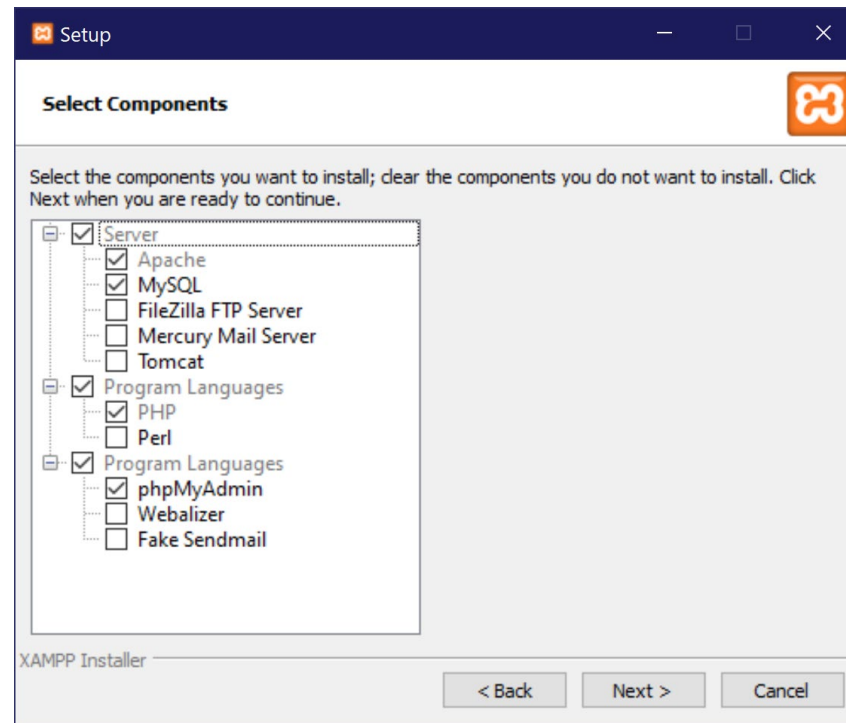 Setup
Select Components
Select the components you want to install; clear the components you do not want to install. Click
Next when you are ready to continue.
Server
Apache
MySQL
FileZilla FTP Server
Mercury Mail Server
Tomcat
Program Languages
PHP
Perl
Program Languages
phpMyAdmin
Webalizer
Fake Sendmail
XAMPP Installer
< Back Next > Cancel